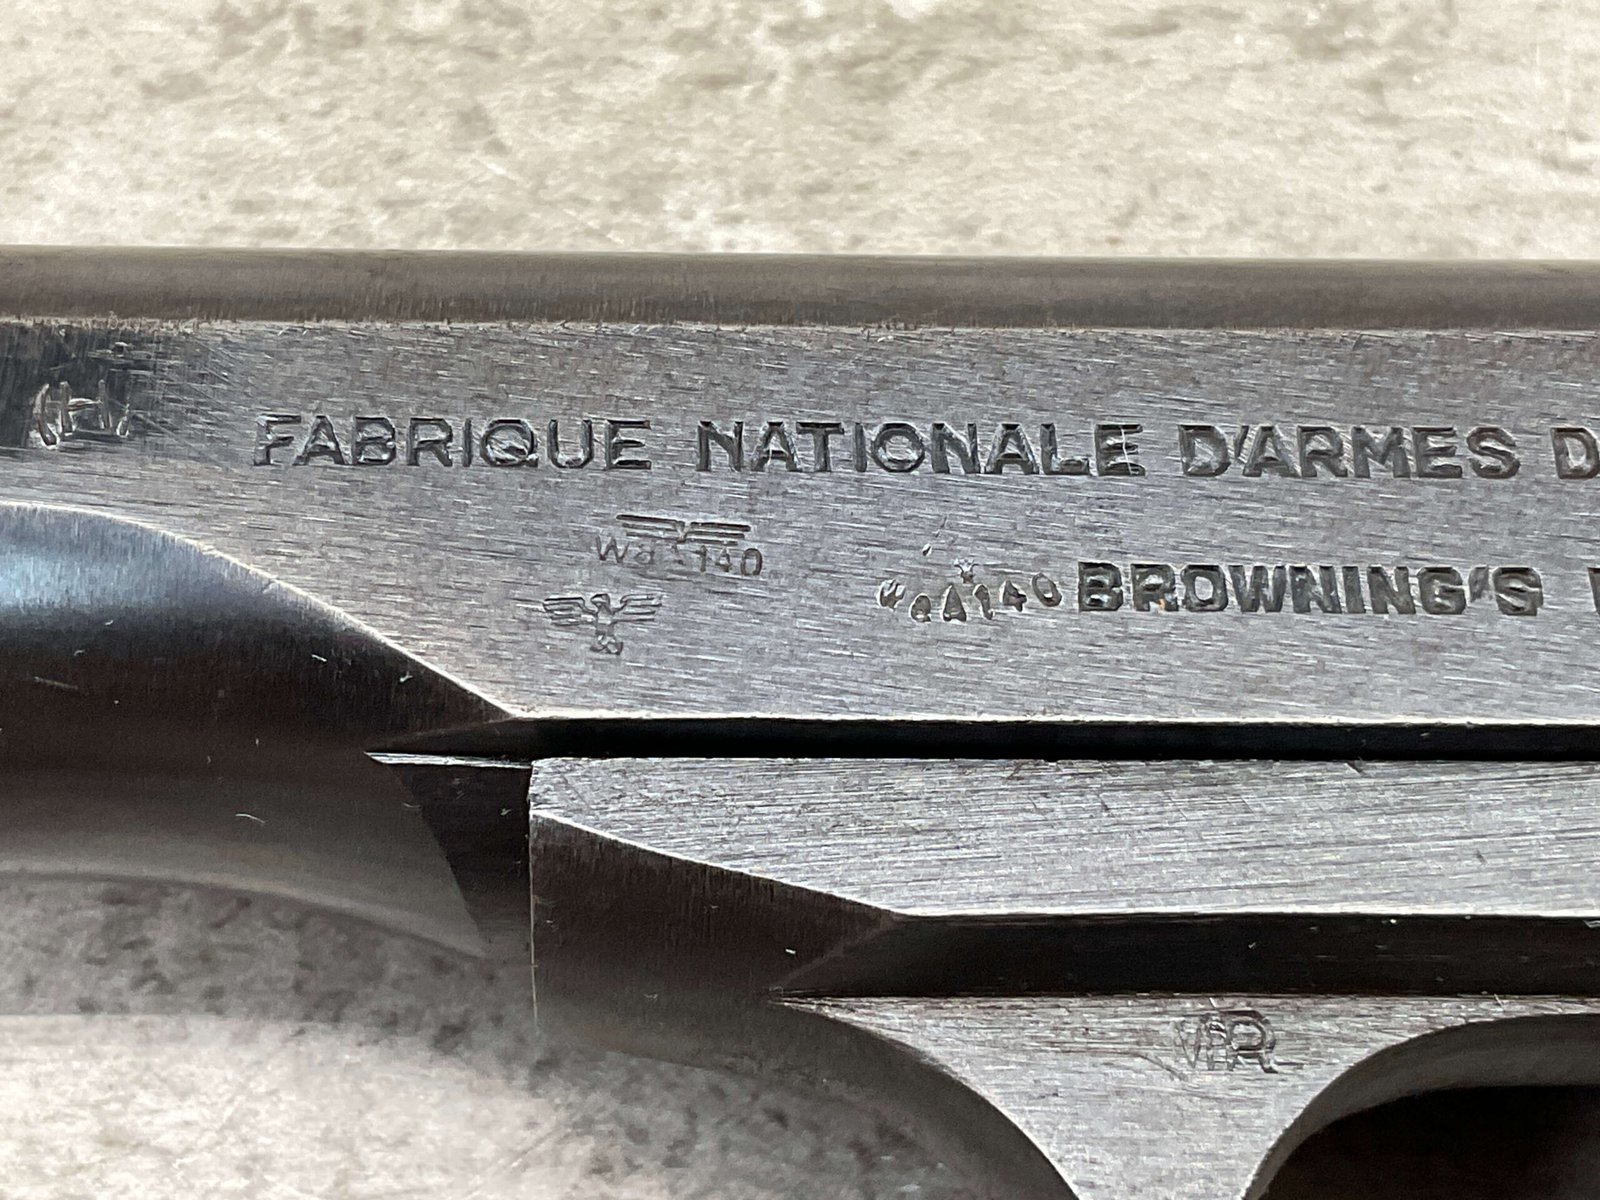 (H)
FABRIQUE NATIONALE D'ARMES D
WaA140
WaA140 BROWNING'S